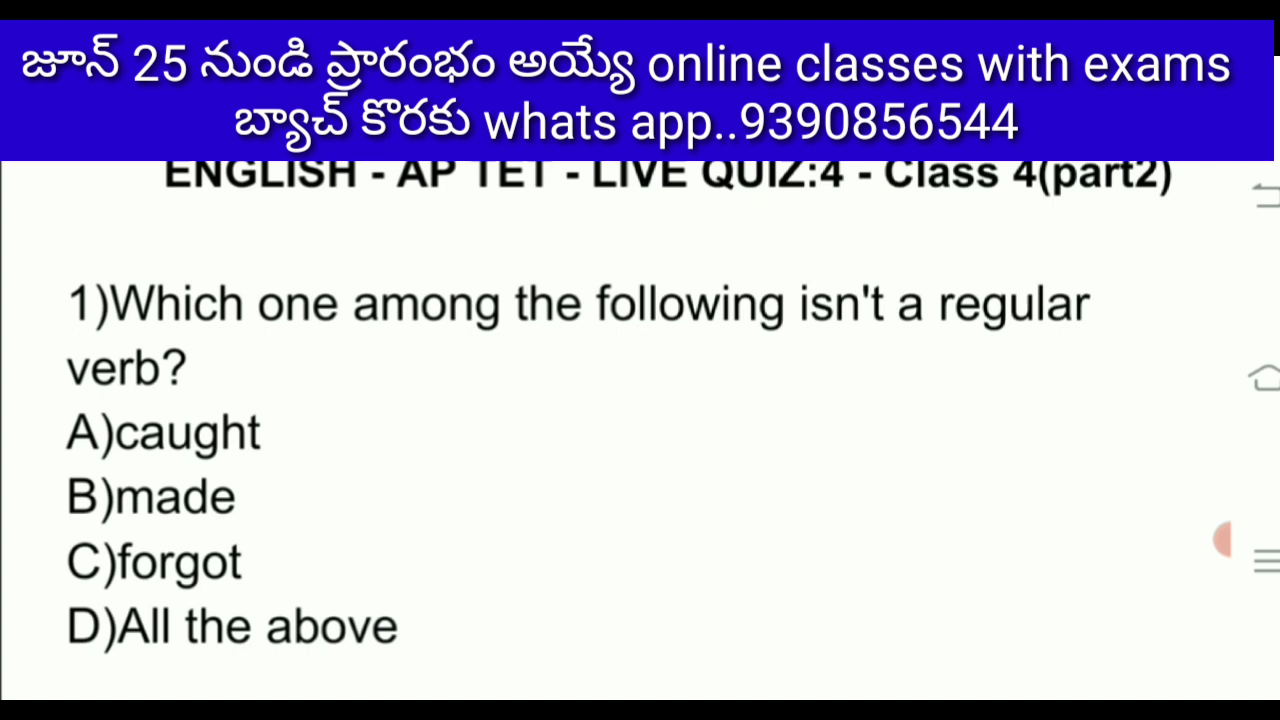 జూన్ 25 నుండి ప్రారంభం అయ్యే online classes with exams
బ్యాచ్ కొరకు whats app..9390856544
ENGLISH - AP TET - LIVE QUIZ:4 - Class 4(part2)
1)Which one among the following isn't a regular
verb?
A)caught
B)made
C)forgot
D)All the above